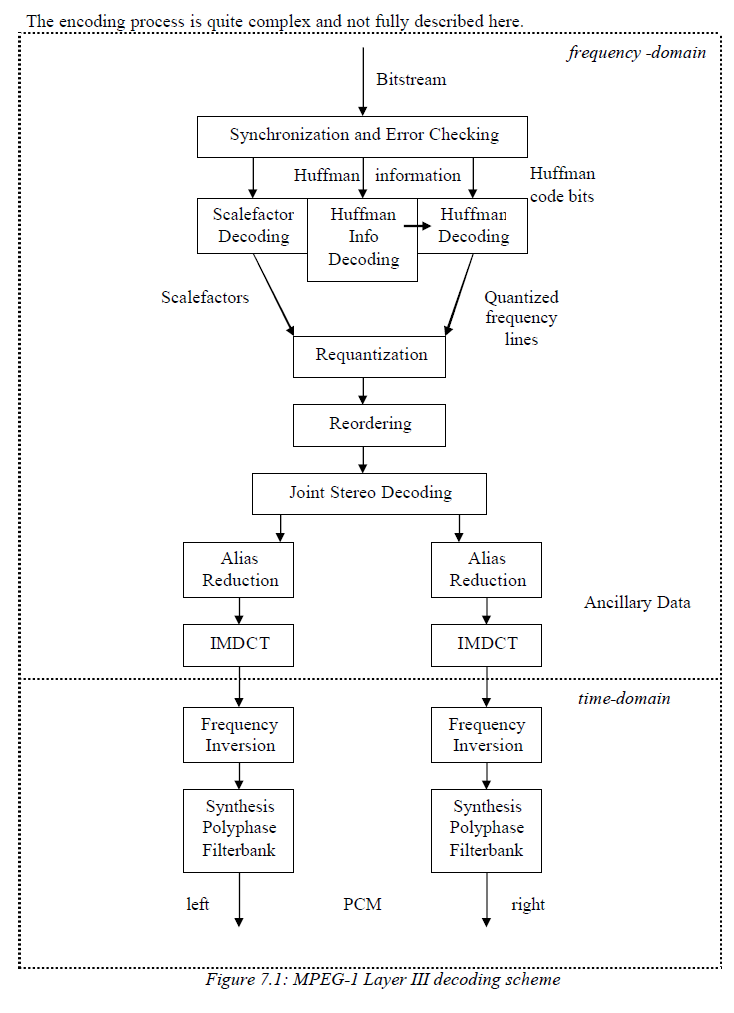 The encoding process is quite complex and not fully described here.
frequency -domain
Bitstream
Synchronization and Error Checking
Huffman information
Huffman
code bits
Scalefactor
Decoding
Huffman
Info
Decoding
Huffman
Decoding
Scalefactors
Quantized
frequency
lines
Requantization
Reordering
Joint Stereo Decoding
Alias
Reduction
Alias
Reduction
Ancillary Data
IMDCT
IMDCT
time-domain
Frequency
Inversion
Frequency
Inversion
Synthesis
Polyphase
Filterbank
Synthesis
Polyphase
Filterbank
left
PCM
right
Figure 7.1: MPEG-1 Layer III decoding scheme